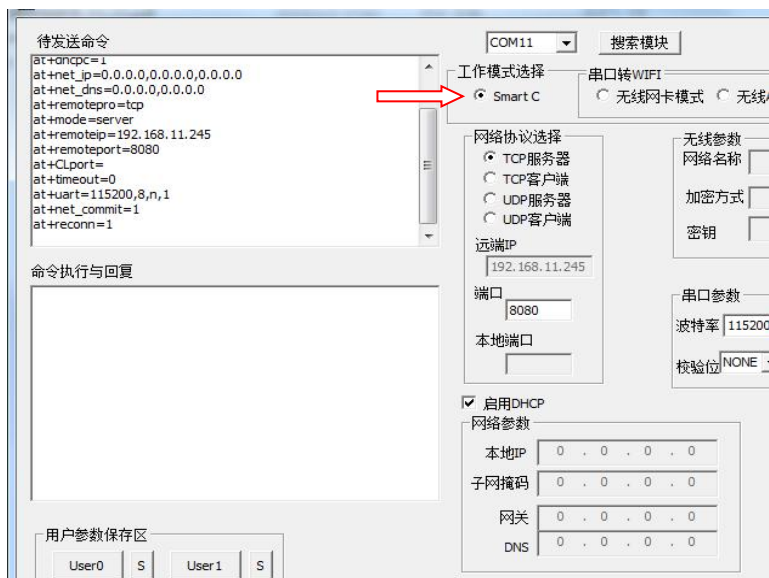 待发送命令
COM11
搜索模块
at+dhcpc=1
at+net_ip=0.0.0.0,0.0.0.0,0.0.0.0
at+net_dns=0.0.0.0,0.0.0.0
at+remotepro=tcp
at+mode=server
at+remoteip=192.168.11.245
at+remoteport=8080
at+CLport=
at+timeout=0
at+uart=115200,8,n,1
at+net_commit=1
at+reconn=1
工作模式选择
Smart C
串口转WIFI
无线网卡模式
无线
网络协议选择
TCP服务器
TCP客户端
UDP服务器
UDP客户端
远端IP
192.168.11.245
端口
8080
本地端口
无线参数
网络名称
加密方式
密钥
串口参数
波特率 115200
校验位 NONE
命令执行与回复
启用DHCP
网络参数
本地IP 0 . 0 . 0 . 0
子网掩码 0 . 0 . 0 . 0
网关 0 . 0 . 0 . 0
DNS 0 . 0 . 0 . 0
用户参数保存区
User0 S User1 S